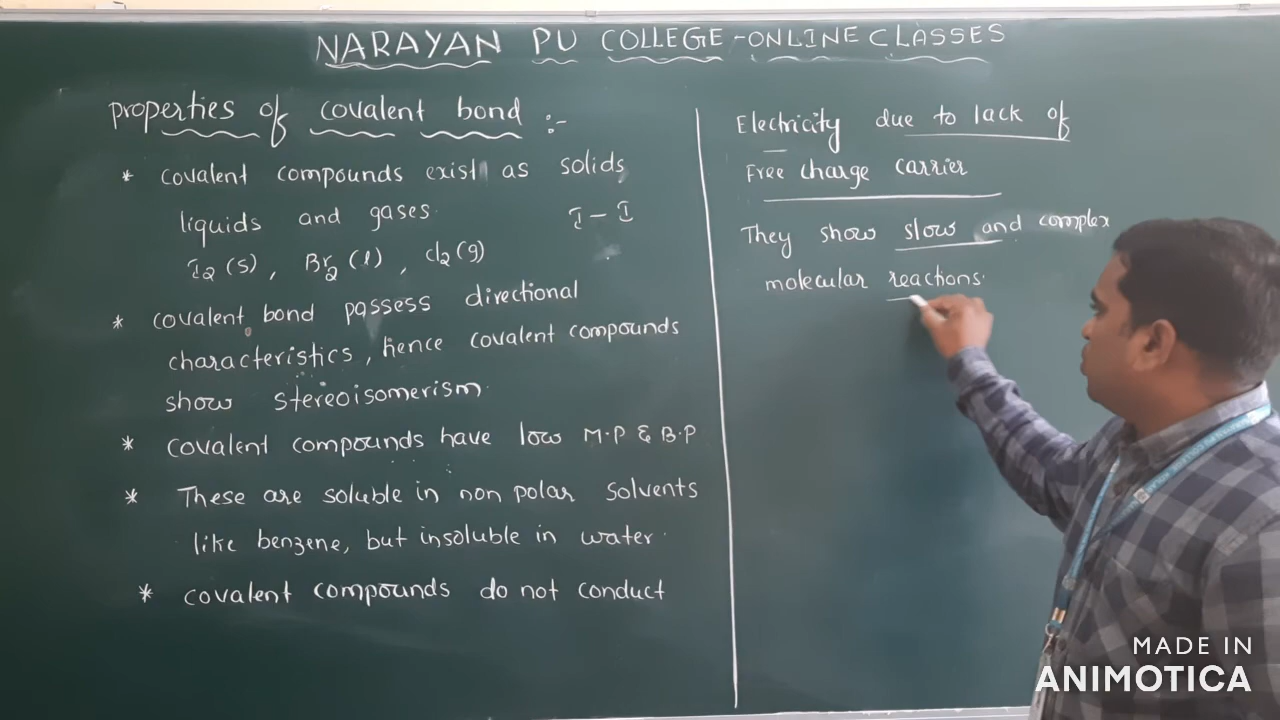 NARAYAN PU COLLEGE-ONLINE CLASSES
properties of covalent bond :-
* covalent compounds exist as solids
liquids and gases. I-I
I2(s), Br2(l), Cl2(g)
* covalent bond passess directional
characteristics, hence covalent compounds
show stereoisomerism.
* covalent compounds have low M.P & B.P
* These are soluble in non polar solvents
like benzene, but insoluble in water.
* covalent compounds do not conduct
Electricity due to lack of
Free charge carrier
They show slow and complex
molecular reactions.
MADE IN
ANIMOTICA